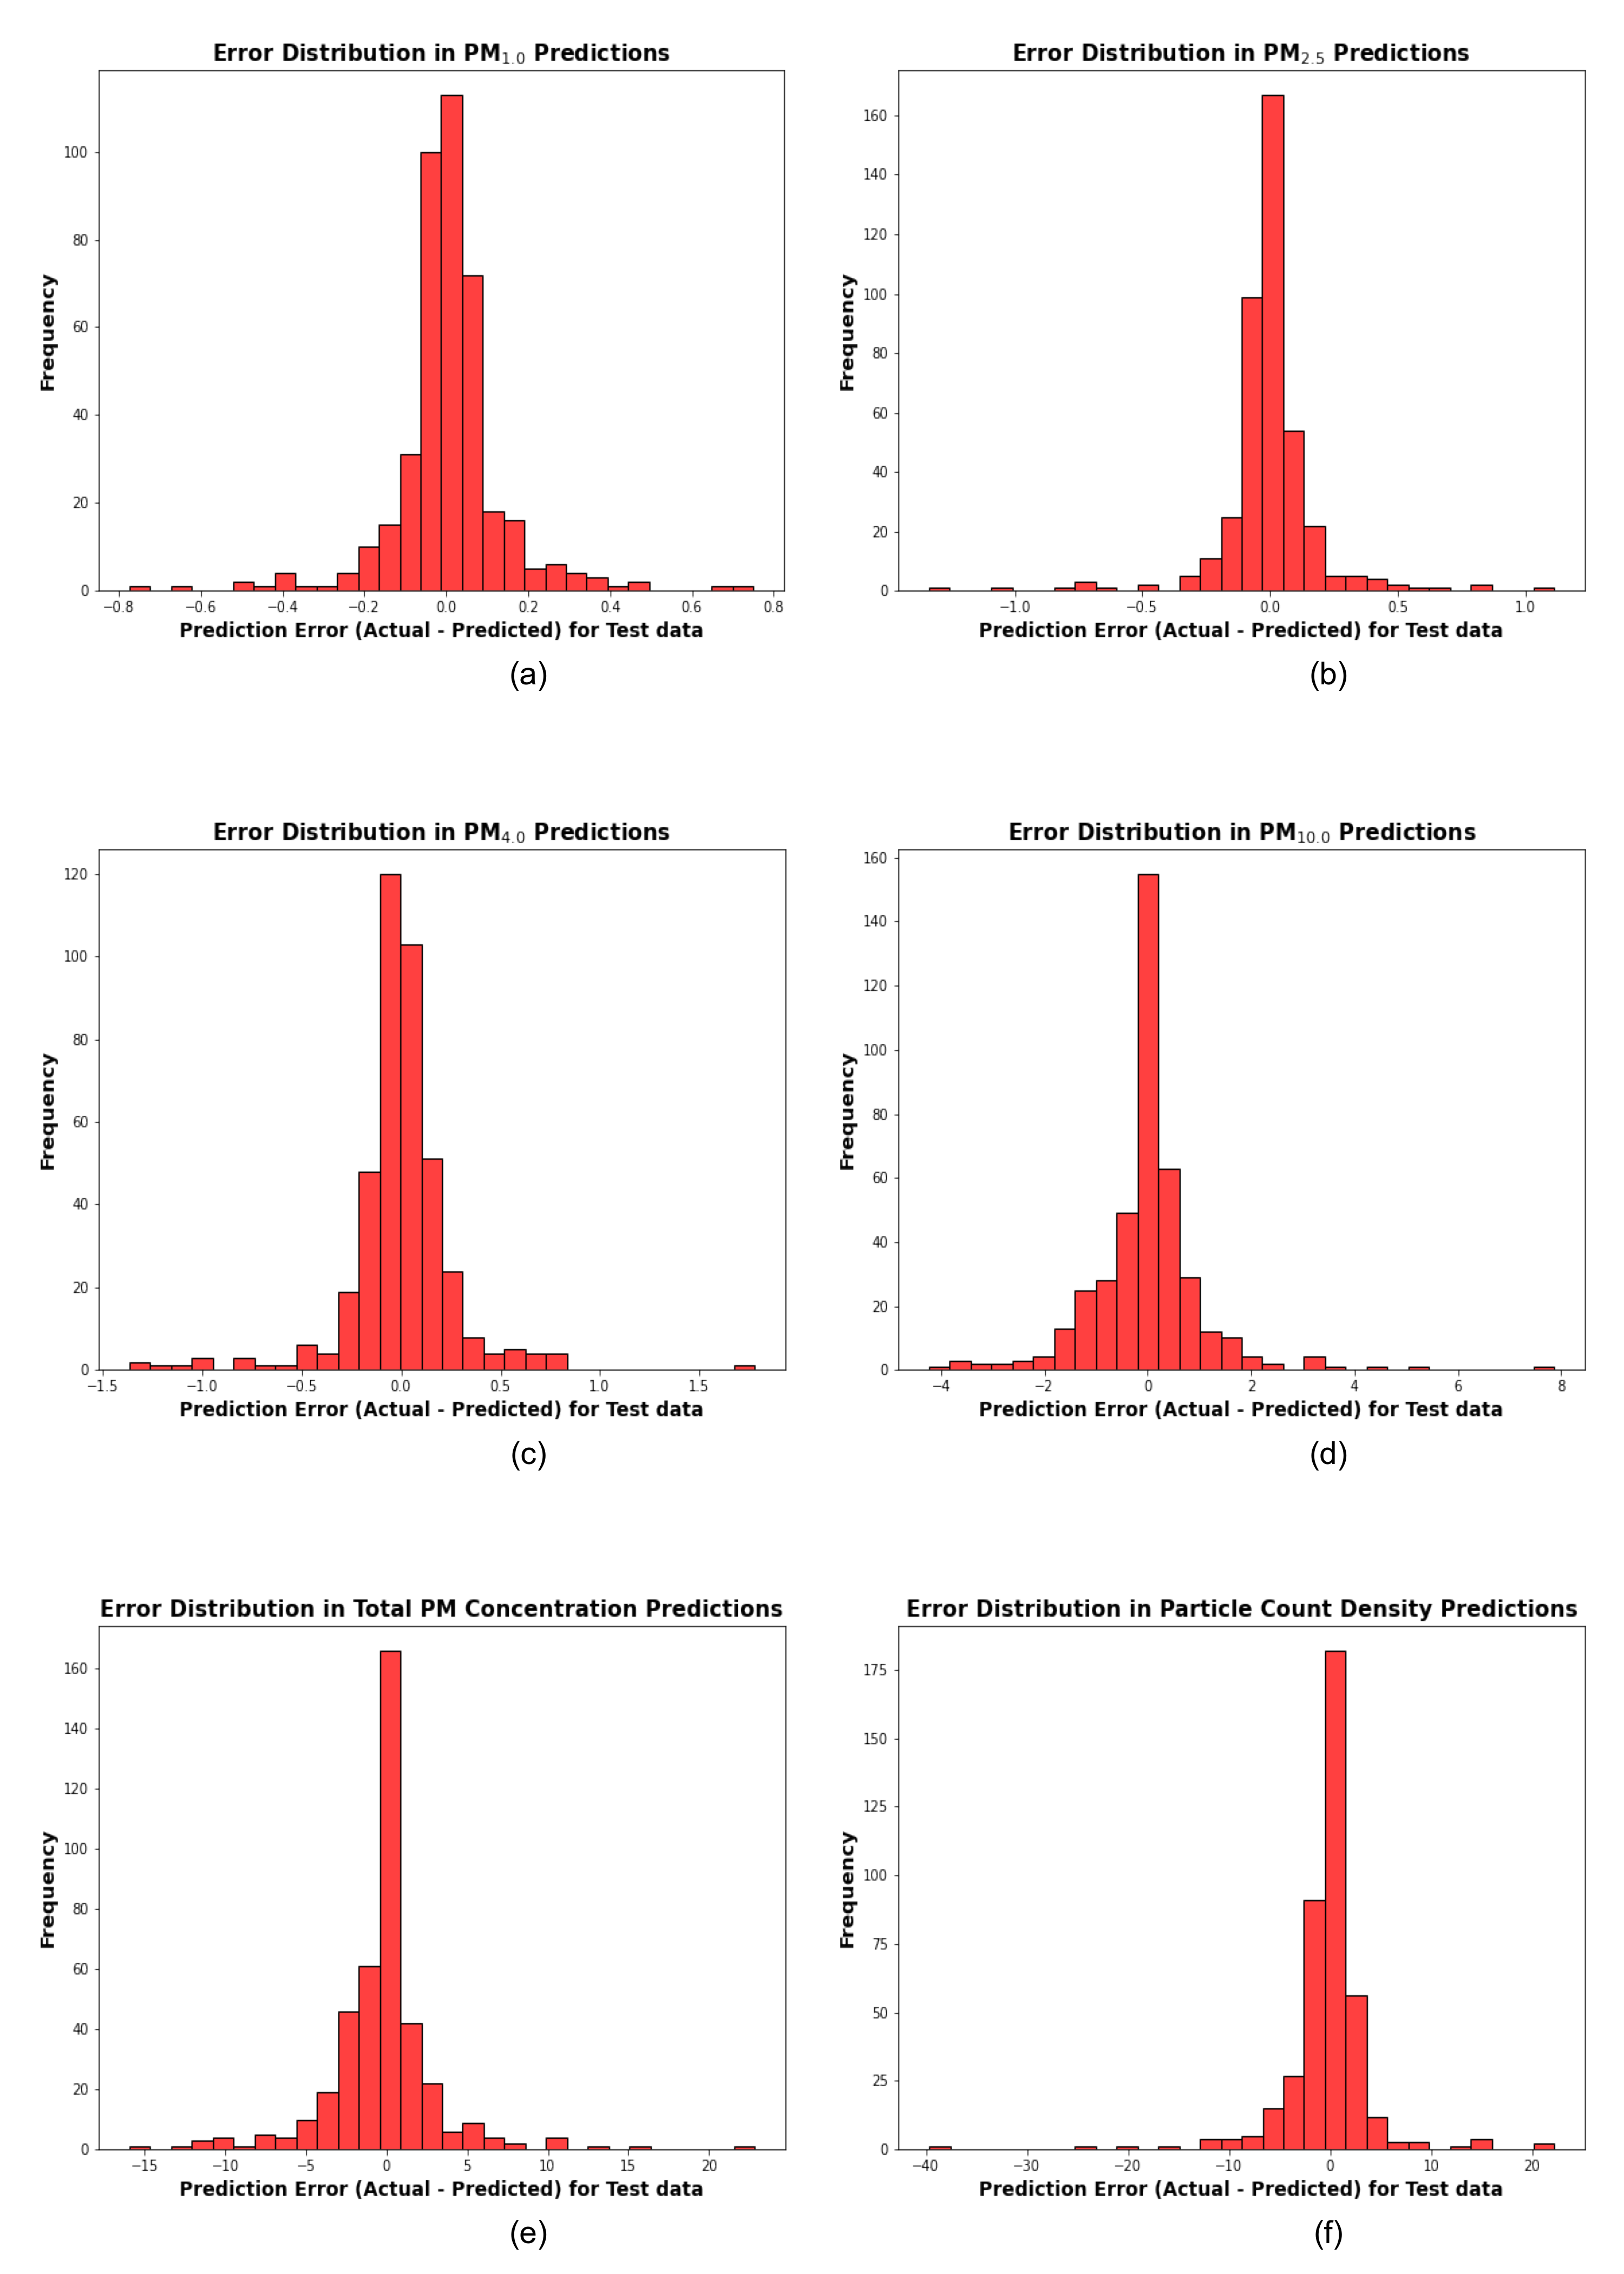 Error Distribution in PM1.0 Predictions
Frequency
100
80
60
40
20
0
−0.8 −0.6 −0.4 −0.2 0.0 0.2 0.4 0.6 0.8
Prediction Error (Actual - Predicted) for Test data
(a)
Error Distribution in PM2.5 Predictions
Frequency
160
140
120
100
80
60
40
20
0
−1.0 −0.5 0.0 0.5 1.0
Prediction Error (Actual - Predicted) for Test data
(b)
Error Distribution in PM4.0 Predictions
Frequency
120
100
80
60
40
20
0
−1.5 −1.0 −0.5 0.0 0.5 1.0 1.5
Prediction Error (Actual - Predicted) for Test data
(c)
Error Distribution in PM10.0 Predictions
Frequency
160
140
120
100
80
60
40
20
0
−4 −2 0 2 4 6 8
Prediction Error (Actual - Predicted) for Test data
(d)
Error Distribution in Total PM Concentration Predictions
Frequency
160
140
120
100
80
60
40
20
0
−15 −10 −5 0 5 10 15 20
Prediction Error (Actual - Predicted) for Test data
(e)
Error Distribution in Particle Count Density Predictions
Frequency
175
150
125
100
75
50
25
0
−40 −30 −20 −10 0 10 20
Prediction Error (Actual - Predicted) for Test data
(f)